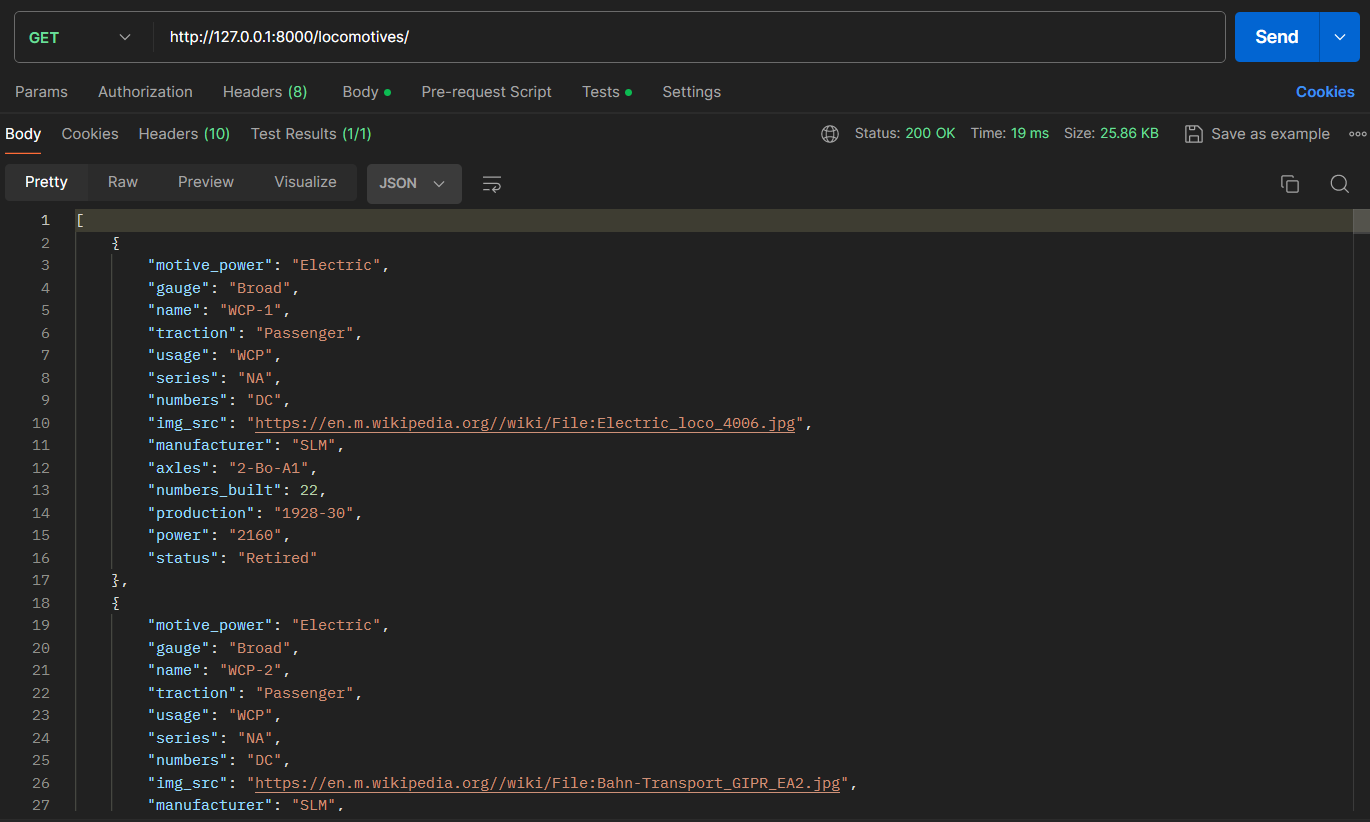 GET http://127.0.0.1:8000/locomotives/ Send
Params Authorization Headers (8) Body Pre-request Script Tests Settings Cookies
Body Cookies Headers (10) Test Results (1/1) Status: 200 OK Time: 19 ms Size: 25.86 KB Save as example
Pretty Raw Preview Visualize JSON
1 [
2 {
3 "motive_power": "Electric",
4 "gauge": "Broad",
5 "name": "WCP-1",
6 "traction": "Passenger",
7 "usage": "WCP",
8 "series": "NA",
9 "numbers": "DC",
10 "img_src": "https://en.m.wikipedia.org//wiki/File:Electric_loco_4006.jpg",
11 "manufacturer": "SLM",
12 "axles": "2-Bo-A1",
13 "numbers_built": 22,
14 "production": "1928-30",
15 "power": "2160",
16 "status": "Retired"
17 },
18 {
19 "motive_power": "Electric",
20 "gauge": "Broad",
21 "name": "WCP-2",
22 "traction": "Passenger",
23 "usage": "WCP",
24 "series": "NA",
25 "numbers": "DC",
26 "img_src": "https://en.m.wikipedia.org//wiki/File:Bahn-Transport_GIPR_EA2.jpg",
27 "manufacturer": "SLM",